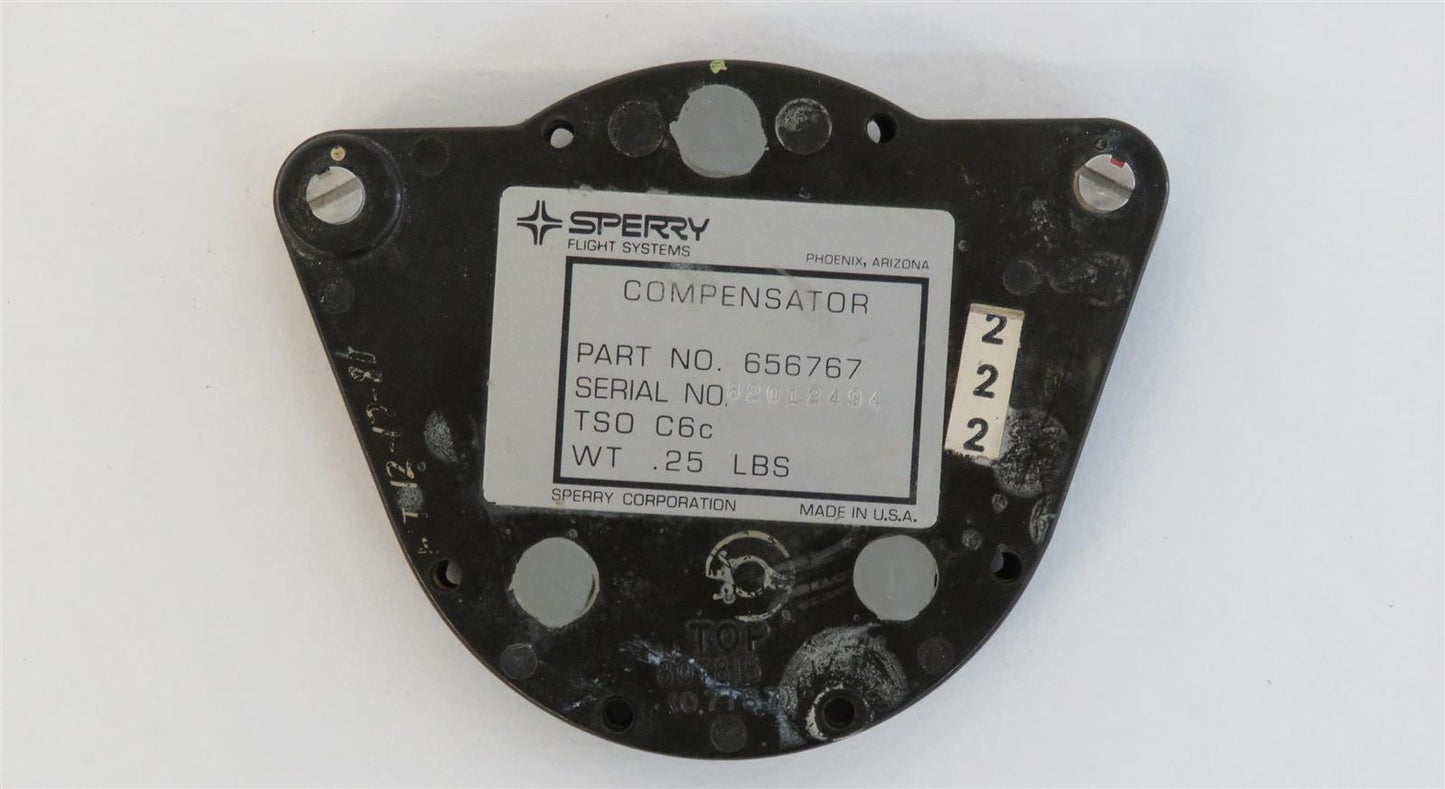 SPERRY
FLIGHT SYSTEMS
PHOENIX, ARIZONA
COMPENSATOR
PART NO. 656767
SERIAL NO. 82012494
TSO C6c
WT .25 LBS
SPERRY CORPORATION
MADE IN U.S.A.
2
2
2
TOP